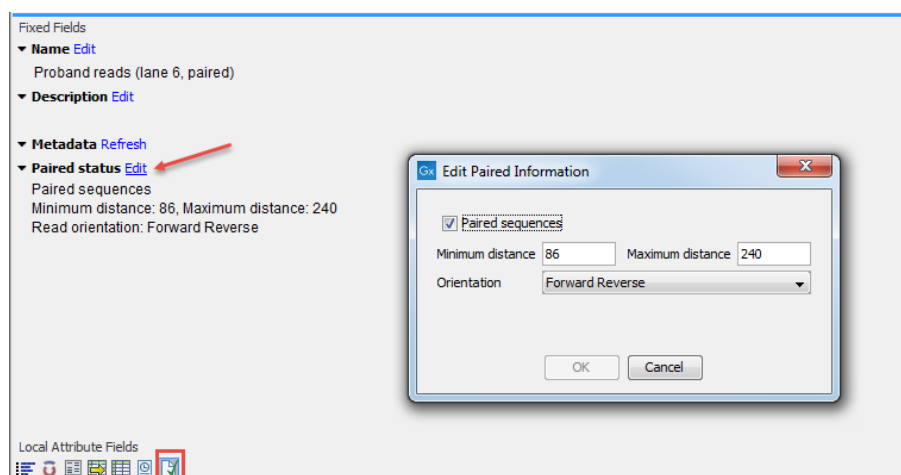 Fixed Fields
Name Edit
Proband reads (lane 6, paired)
Description Edit
Metadata Refresh
Paired status Edit
Paired sequences
Minimum distance: 86, Maximum distance: 240
Read orientation: Forward Reverse
Gx Edit Paired Information
Paired sequences
Minimum distance 86 Maximum distance 240
Orientation Forward Reverse
OK Cancel
Local Attribute Fields